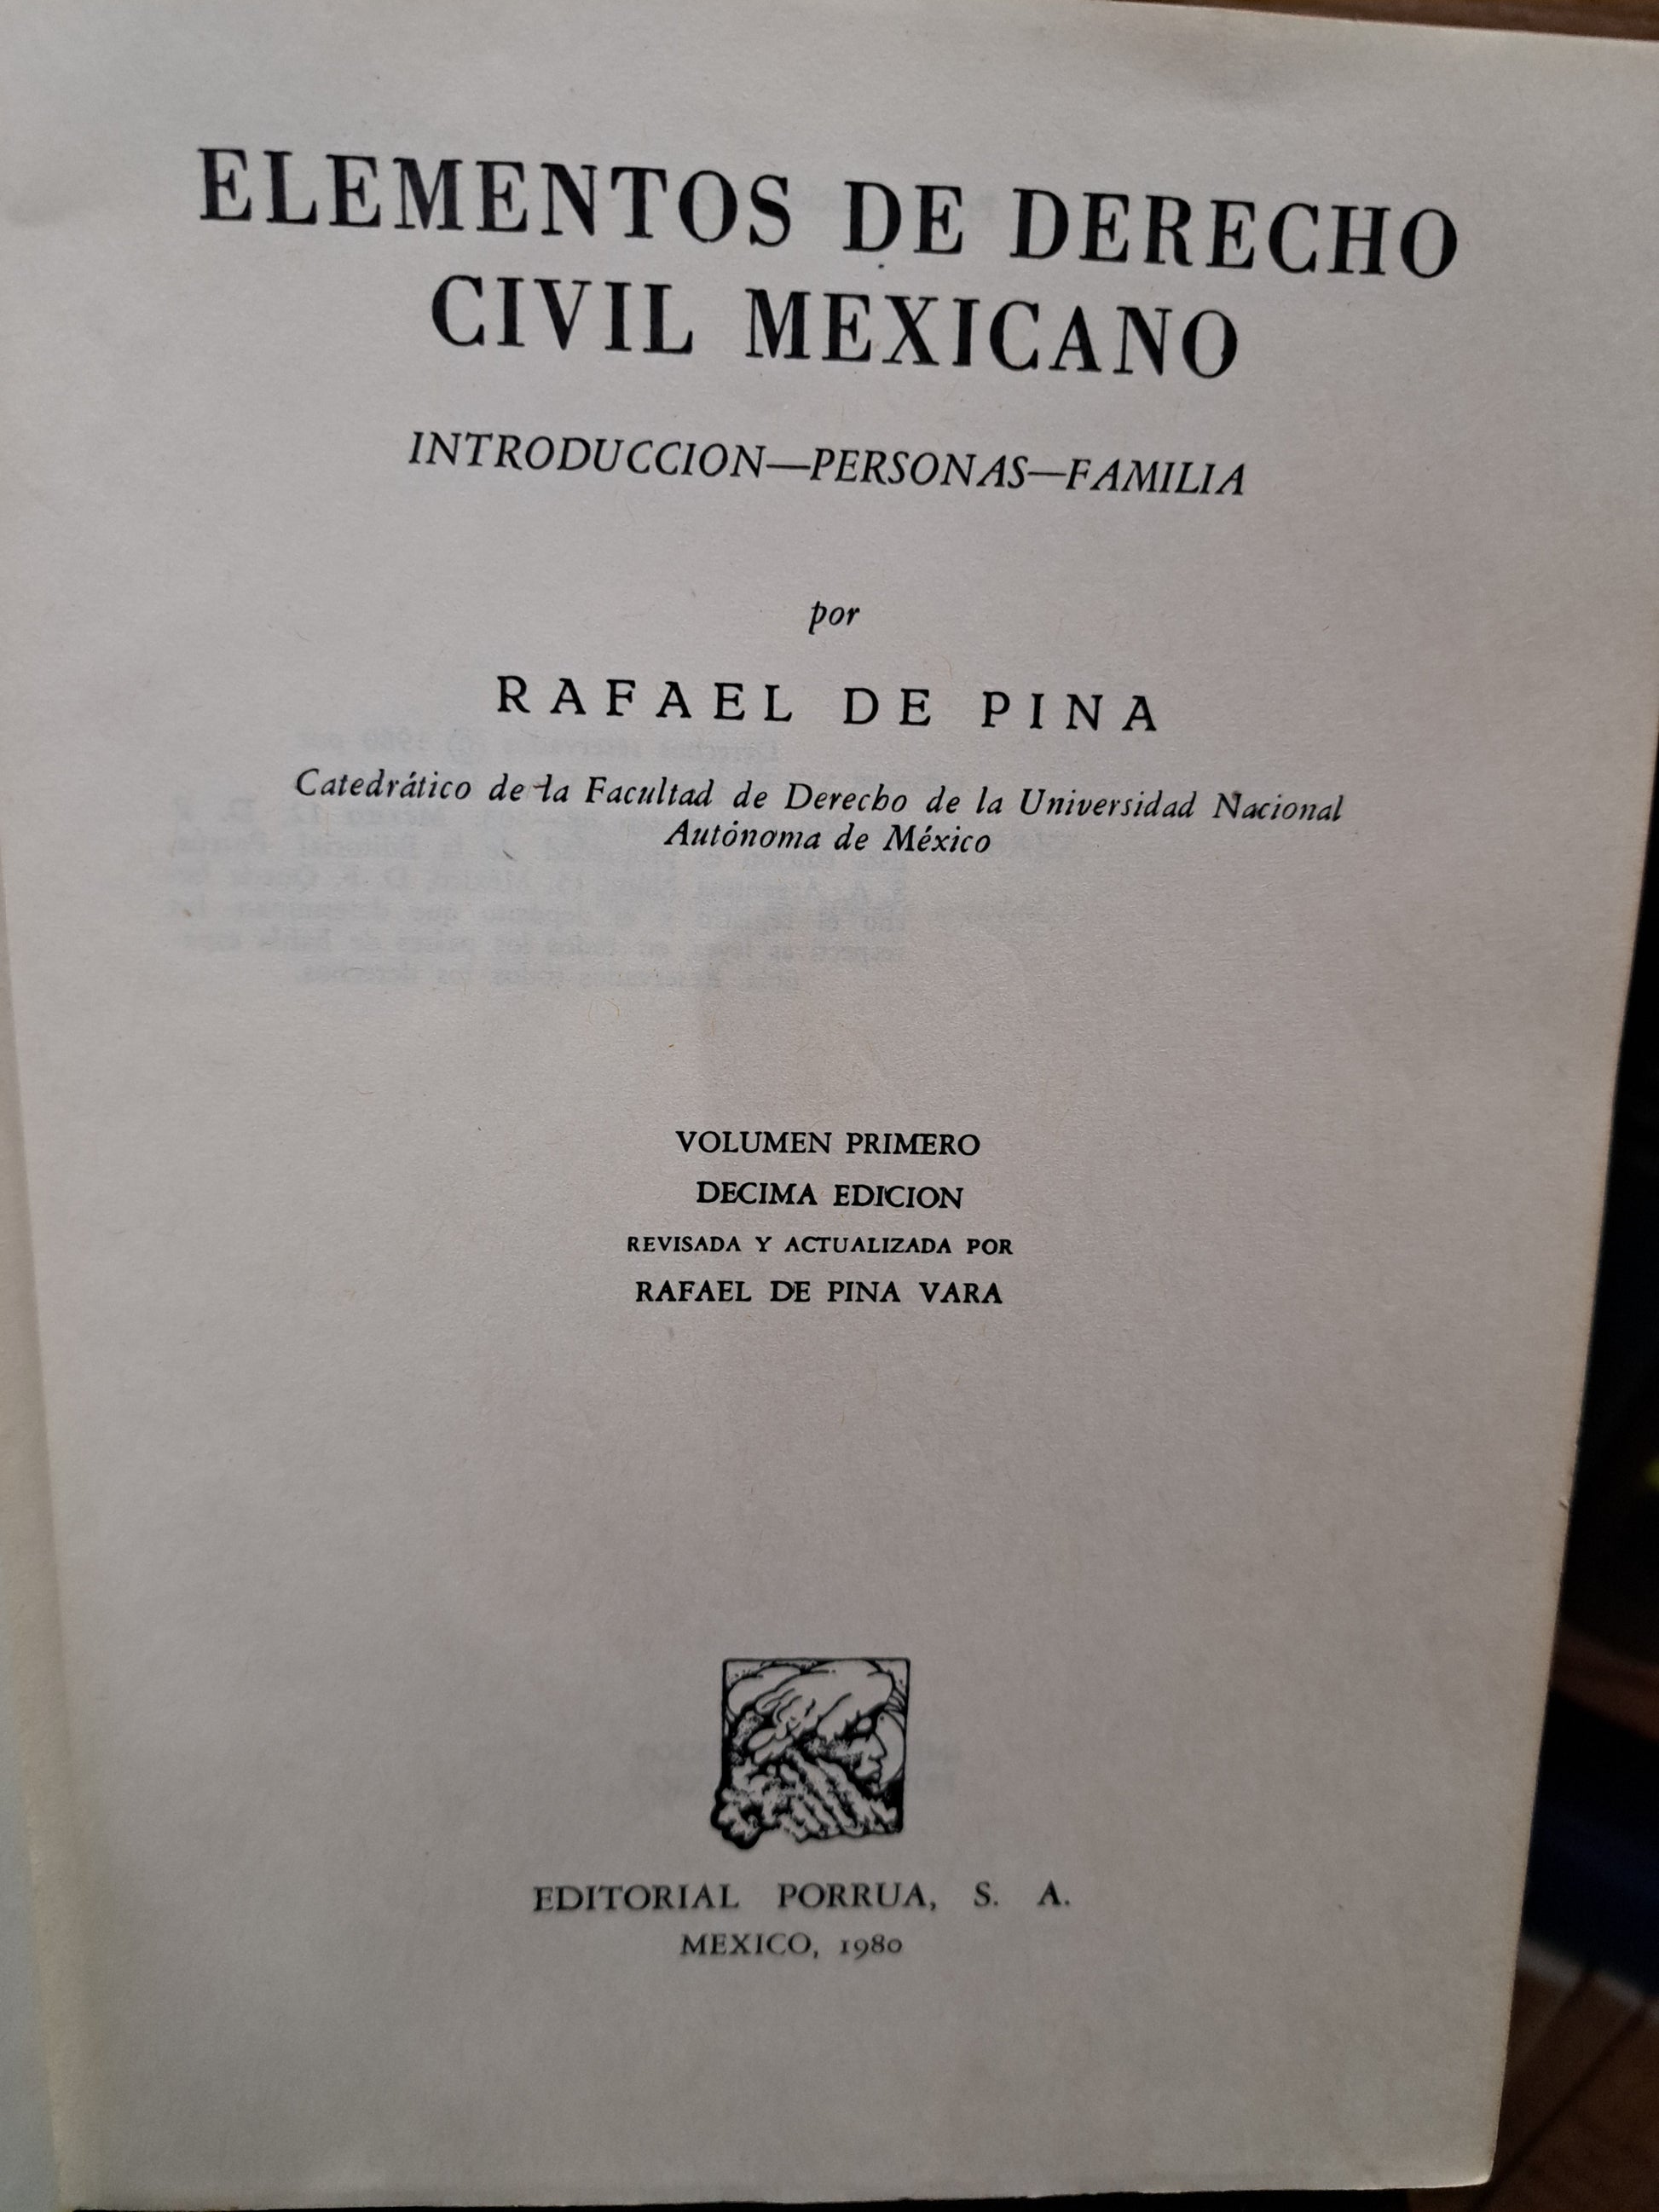 ELEMENTOS DE DERECHO
CIVIL MEXICANO
INTRODUCCION—PERSONAS—FAMILIA
por
RAFAEL DE PINA
Catedrático de la Facultad de Derecho de la Universidad Nacional
Autónoma de México
VOLUMEN PRIMERO
DECIMA EDICION
REVISADA Y ACTUALIZADA POR
RAFAEL DE PINA VARA
EDITORIAL PORRUA, S. A.
MEXICO, 1980